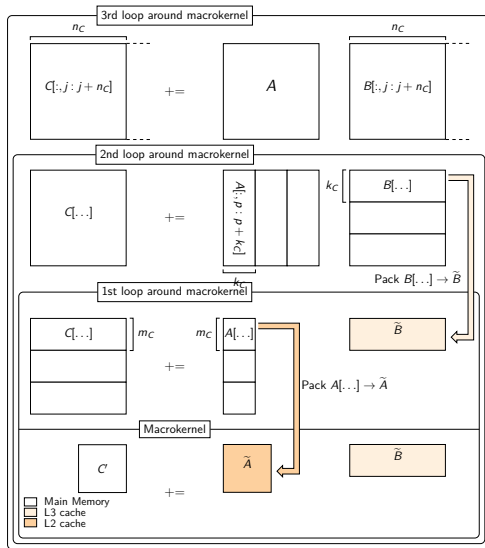 3rd loop around macrokernel
n_C
n_C
C[:, j : j + n_C]
+=
A
B[:, j : j + n_C]
2nd loop around macrokernel
C[...]
+=
A[:, p : p + k_C]
k_C
B[...]
k_C
Pack B[...] → B̃
1st loop around macrokernel
C[...]
m_C
+=
m_C
A[...]
B̃
Pack A[...] → Ã
Macrokernel
C'
+=
Ã
B̃
Main Memory
L3 cache
L2 cache